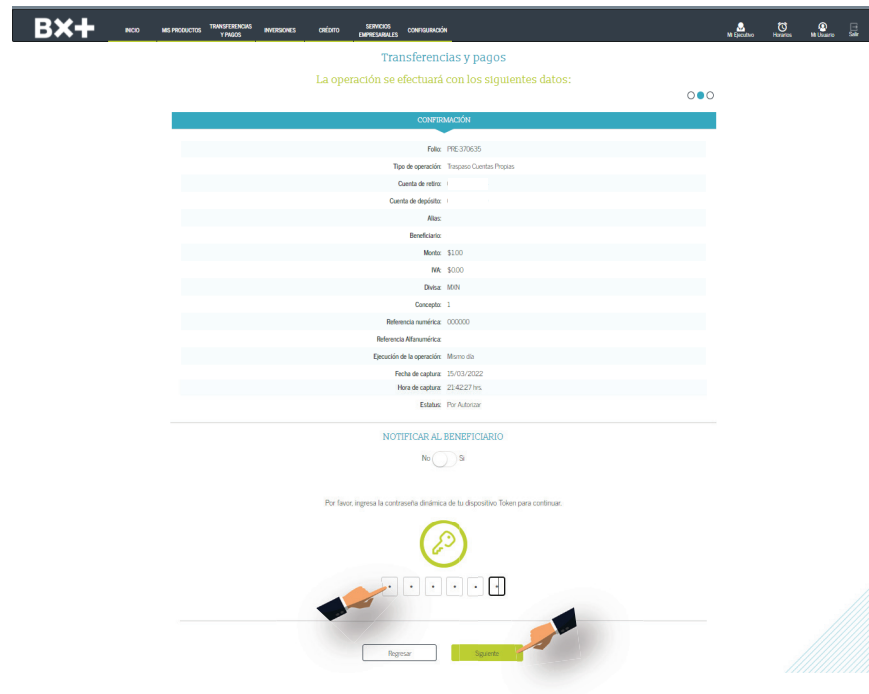 BX+
INICO MIS PRODUCTOS TRANSFERENCIAS Y PAGOS INVERSIONES CRÉDITO SERVICIOS EMPRESARIALES CONFIGURACIÓN Mi Ejecutivo Horarios Mi Usuario Salir
Transferencias y pagos
La operación se efectuará con los siguientes datos:
CONFIRMACIÓN
Folio: PRE-370635
Tipo de operación: Traspaso Cuentas Propias
Cuenta de retiro:
Cuenta de depósito:
Alias:
Beneficiario:
Monto: $1.00
IVA: $0.00
Divisa: MXN
Concepto: 1
Referencia numérica: 000000
Referencia Alfanumérica:
Ejecución de la operación: Mismo día
Fecha de captura: 15/03/2022
Hora de captura: 21:42:27 hrs.
Estatus: Por Autorizar
NOTIFICAR AL BENEFICIARIO
No Si
Por favor, ingresa la contraseña dinámica de tu dispositivo Token para continuar.
Regresar Siguiente